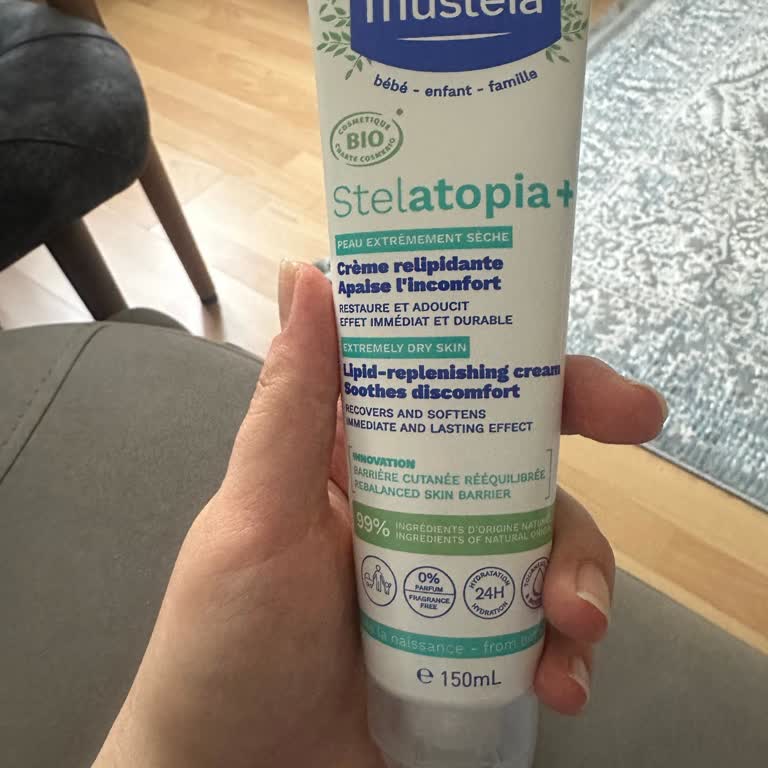 mustela
bébé - enfant - famille
COSMETIQUE
BIO
CHARTE COSMEBIO
Stelatopia+
PEAU EXTRÊMEMENT SÈCHE
Crème relipidante
Apaise l'inconfort
RESTAURE ET ADOUCIT
EFFET IMMÉDIAT ET DURABLE
EXTREMELY DRY SKIN
Lipid-replenishing cream
Soothes discomfort
RECOVERS AND SOFTENS
IMMEDIATE AND LASTING EFFECT
INNOVATION
BARRIÈRE CUTANÉE RÉÉQUILIBRÉE
REBALANCED SKIN BARRIER
99%
INGRÉDIENTS D'ORIGINE
INGREDIENTS OF NATURAL
0%
PARFUM
FRAGRANCE
FREE
HYDRATATION
24H
HYDRATION
la naissance - from
e 150mL